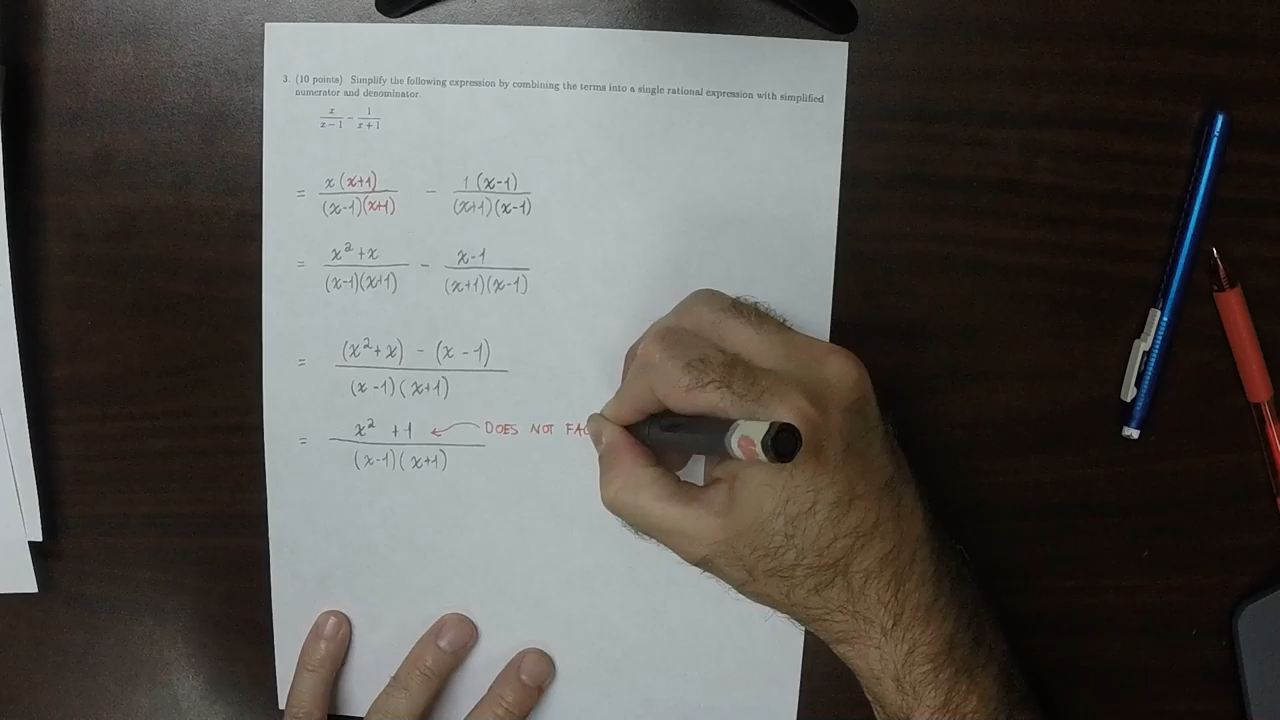 3. (10 points) Simplify the following expression by combining the terms into a single rational expression with simplified
numerator and denominator.
x/(x−1) − 1/(x+1)
= x(x+1)/(x-1)(x+1) − 1(x-1)/(x+1)(x-1)
= x²+x/(x-1)(x+1) − x-1/(x+1)(x-1)
= (x²+x) - (x-1)/(x-1)(x+1)
= x² +1/(x-1)(x+1) ← DOES NOT FAC